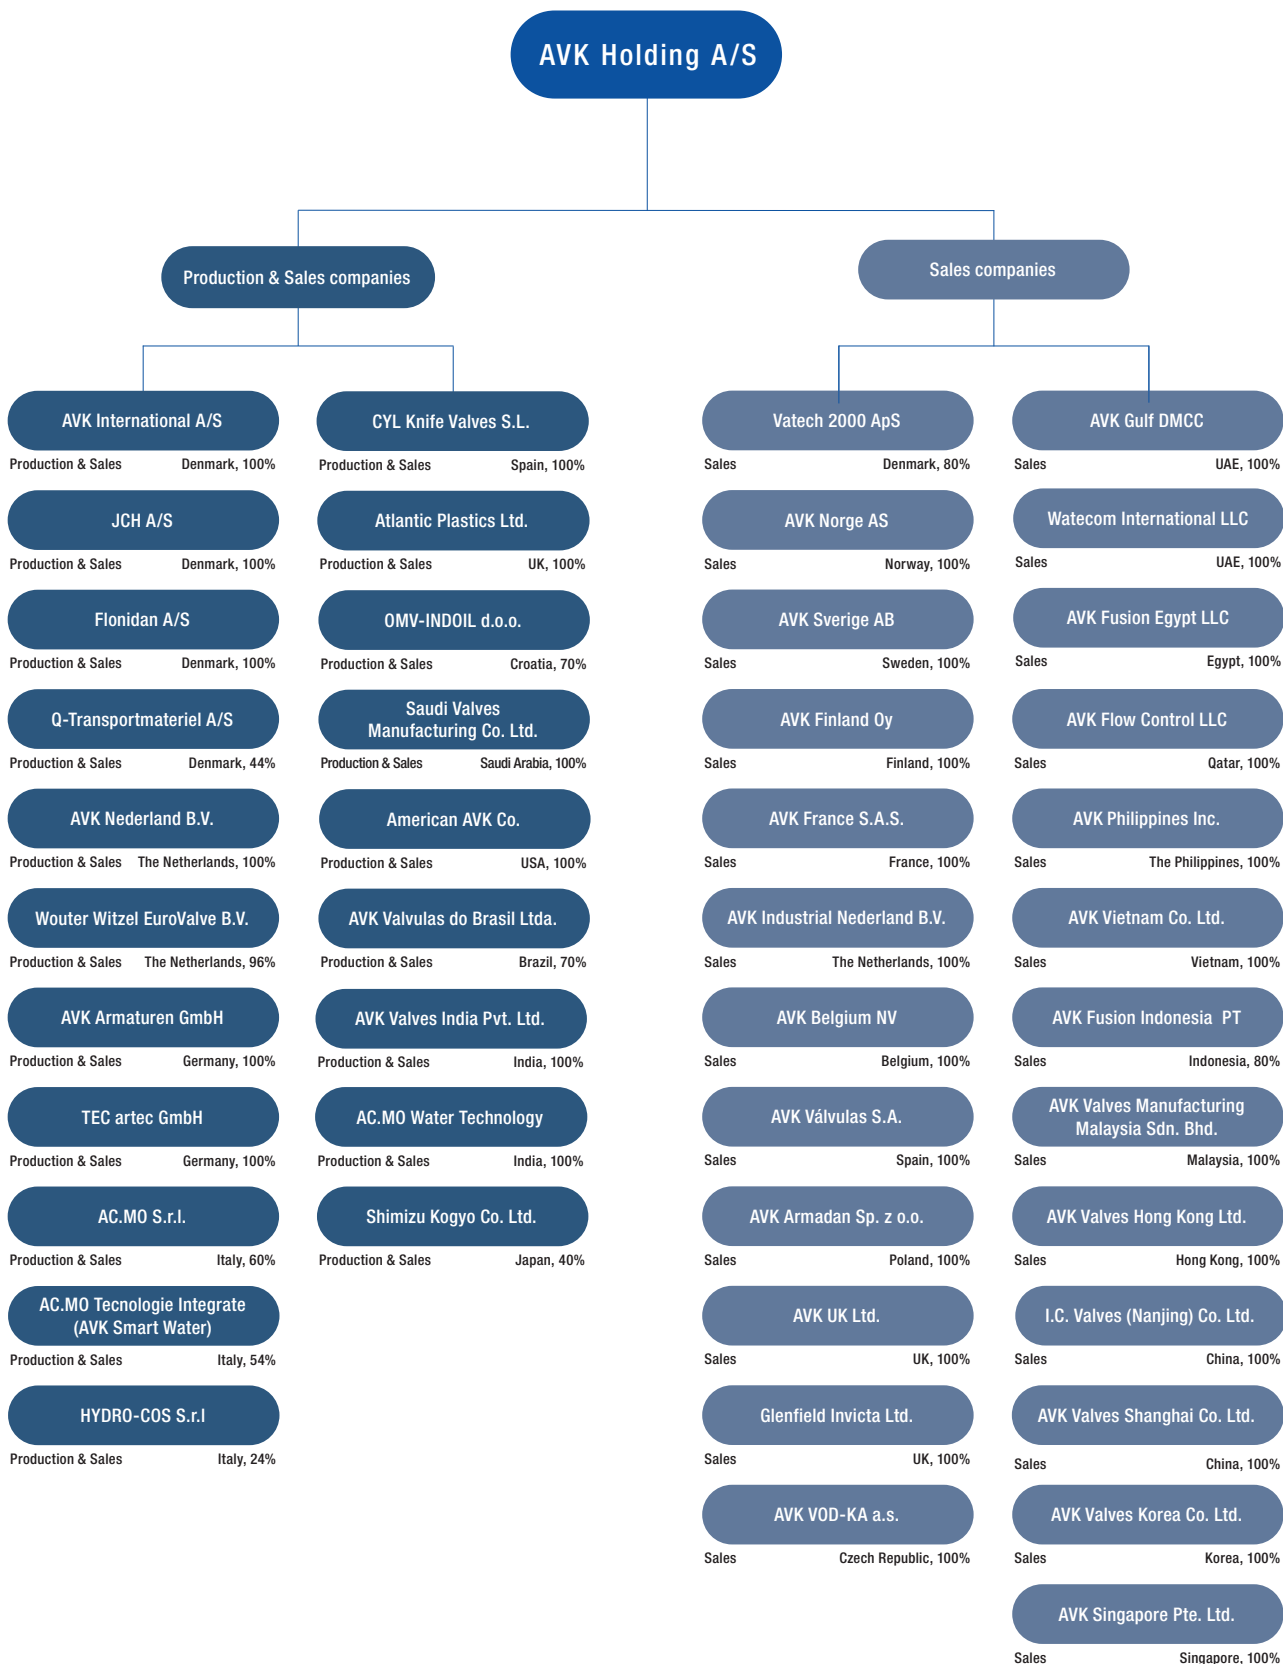 AVK Holding A/S
Production & Sales companies
Sales companies
AVK International A/S
Production & Sales Denmark, 100%
JCH A/S
Production & Sales Denmark, 100%
Flonidan A/S
Production & Sales Denmark, 100%
Q-Transportmateriel A/S
Production & Sales Denmark, 44%
AVK Nederland B.V.
Production & Sales The Netherlands, 100%
Wouter Witzel EuroValve B.V.
Production & Sales The Netherlands, 96%
AVK Armaturen GmbH
Production & Sales Germany, 100%
TEC artec GmbH
Production & Sales Germany, 100%
AC.MO S.r.l.
Production & Sales Italy, 60%
AC.MO Tecnologie Integrate
(AVK Smart Water)
Production & Sales Italy, 54%
HYDRO-COS S.r.l
Production & Sales Italy, 24%
CYL Knife Valves S.L.
Production & Sales Spain, 100%
Atlantic Plastics Ltd.
Production & Sales UK, 100%
OMV-INDOIL d.o.o.
Production & Sales Croatia, 70%
Saudi Valves
Manufacturing Co. Ltd.
Production & Sales Saudi Arabia, 100%
American AVK Co.
Production & Sales USA, 100%
AVK Valvulas do Brasil Ltda.
Production & Sales Brazil, 70%
AVK Valves India Pvt. Ltd.
Production & Sales India, 100%
AC.MO Water Technology
Production & Sales India, 100%
Shimizu Kogyo Co. Ltd.
Production & Sales Japan, 40%
Vatech 2000 ApS
Sales Denmark, 80%
AVK Norge AS
Sales Norway, 100%
AVK Sverige AB
Sales Sweden, 100%
AVK Finland Oy
Sales Finland, 100%
AVK France S.A.S.
Sales France, 100%
AVK Industrial Nederland B.V.
Sales The Netherlands, 100%
AVK Belgium NV
Sales Belgium, 100%
AVK Válvulas S.A.
Sales Spain, 100%
AVK Armadan Sp. z o.o.
Sales Poland, 100%
AVK UK Ltd.
Sales UK, 100%
Glenfield Invicta Ltd.
Sales UK, 100%
AVK VOD-KA a.s.
Sales Czech Republic, 100%
AVK Gulf DMCC
Sales UAE, 100%
Watecom International LLC
Sales UAE, 100%
AVK Fusion Egypt LLC
Sales Egypt, 100%
AVK Flow Control LLC
Sales Qatar, 100%
AVK Philippines Inc.
Sales The Philippines, 100%
AVK Vietnam Co. Ltd.
Sales Vietnam, 100%
AVK Fusion Indonesia PT
Sales Indonesia, 80%
AVK Valves Manufacturing
Malaysia Sdn. Bhd.
Sales Malaysia, 100%
AVK Valves Hong Kong Ltd.
Sales Hong Kong, 100%
I.C. Valves (Nanjing) Co. Ltd.
Sales China, 100%
AVK Valves Shanghai Co. Ltd.
Sales China, 100%
AVK Valves Korea Co. Ltd.
Sales Korea, 100%
AVK Singapore Pte. Ltd.
Sales Singapore, 100%